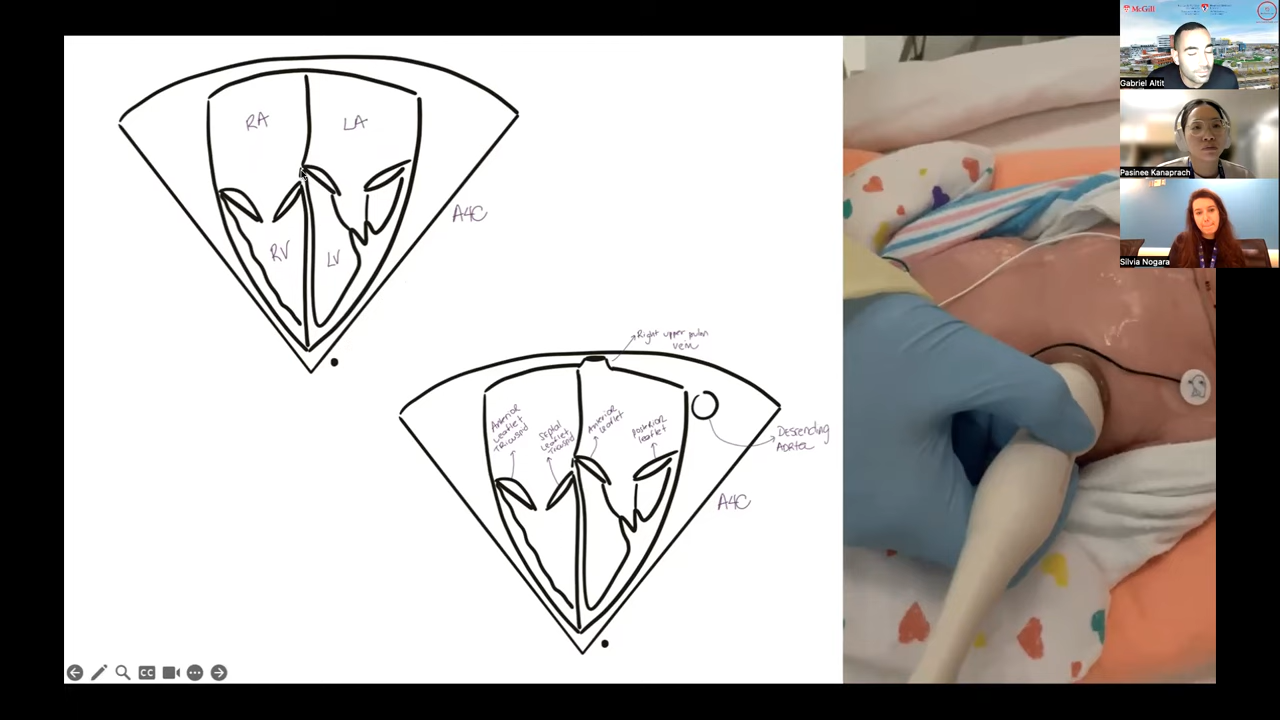 McGill
Gabriel Altit
Pasinee Kanaprach
Silvia Nogara
RA
LA
RV
LV
A4C
Right upper pulm
vein
Anterior
leaflet
Tricuspid
Septal
leaflet
Tricuspid
Anterior
leaflet
Posterior
leaflet
Descending
Aorta
A4C
CC